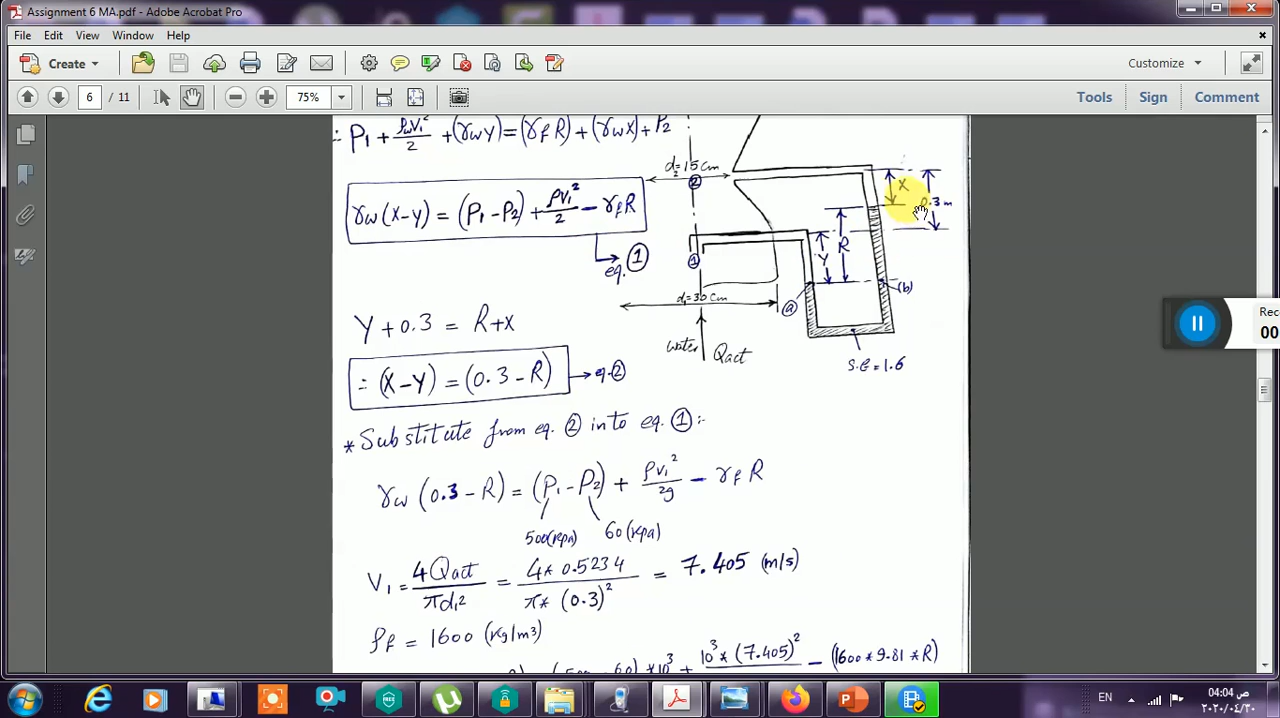 Assignment 6 MA.pdf - Adobe Acrobat Pro
File Edit View Window Help
Create
Customize
6 / 11
75%
Tools Sign Comment
∴ P1 + ρwV1²/2 + (γwY) = (γf R) + (γwX) + P2
γw(X-Y) = (P1-P2) + ρV1²/2 - γf R
eq. ①
Y + 0.3 = R + X
∴ (X-Y) = (0.3 - R) → eq. ②
* Substitute from eq. ② into eq. ① :-
γw (0.3 - R) = (P1 - P2) + ρV1²/2g - γf R
500(kpa) 60(kpa)
V1 = 4Qact/πd1² = 4*0.5234/π*(0.3)² = 7.405 (m/s)
ρf = 1600 (kg/m³)
10³*(7.405)² - (1600*9.81*R)
d2=15 Cm
②
X
0.3 m
R
Y
①
d1=30 Cm
(a)
(b)
water
Qact
S.G = 1.6
Rec
00
EN
04:04 ص
٢٠٢٠/٠٤/٣٠